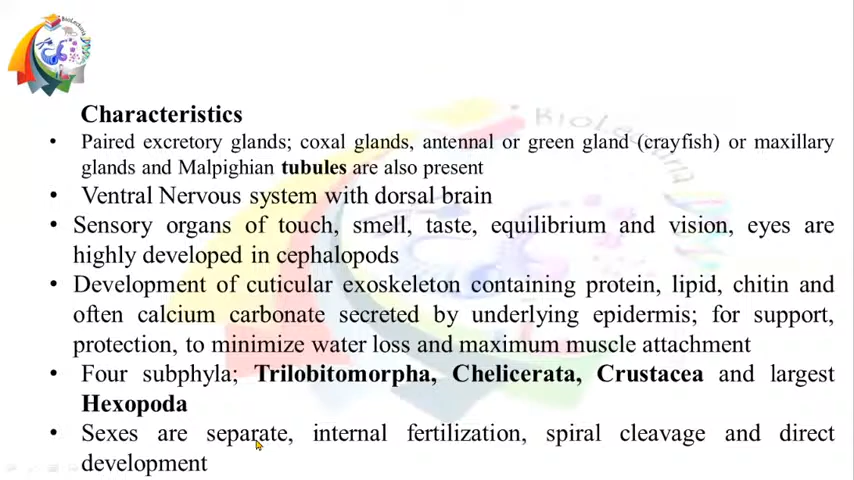 BioLectura
BioLectura
Characteristics
• Paired excretory glands; coxal glands, antennal or green gland (crayfish) or maxillary
glands and Malpighian tubules are also present
• Ventral Nervous system with dorsal brain
• Sensory organs of touch, smell, taste, equilibrium and vision, eyes are
highly developed in cephalopods
• Development of cuticular exoskeleton containing protein, lipid, chitin and
often calcium carbonate secreted by underlying epidermis; for support,
protection, to minimize water loss and maximum muscle attachment
• Four subphyla; Trilobitomorpha, Chelicerata, Crustacea and largest
Hexopoda
• Sexes are separate, internal fertilization, spiral cleavage and direct
development